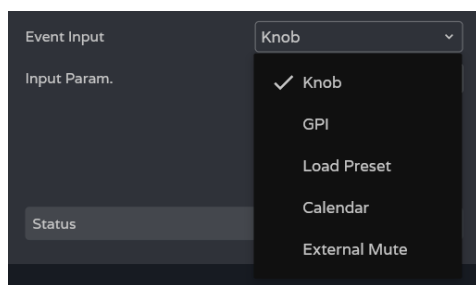 Event Input
Knob
Input Param.
Knob
GPI
Load Preset
Calendar
Status
External Mute